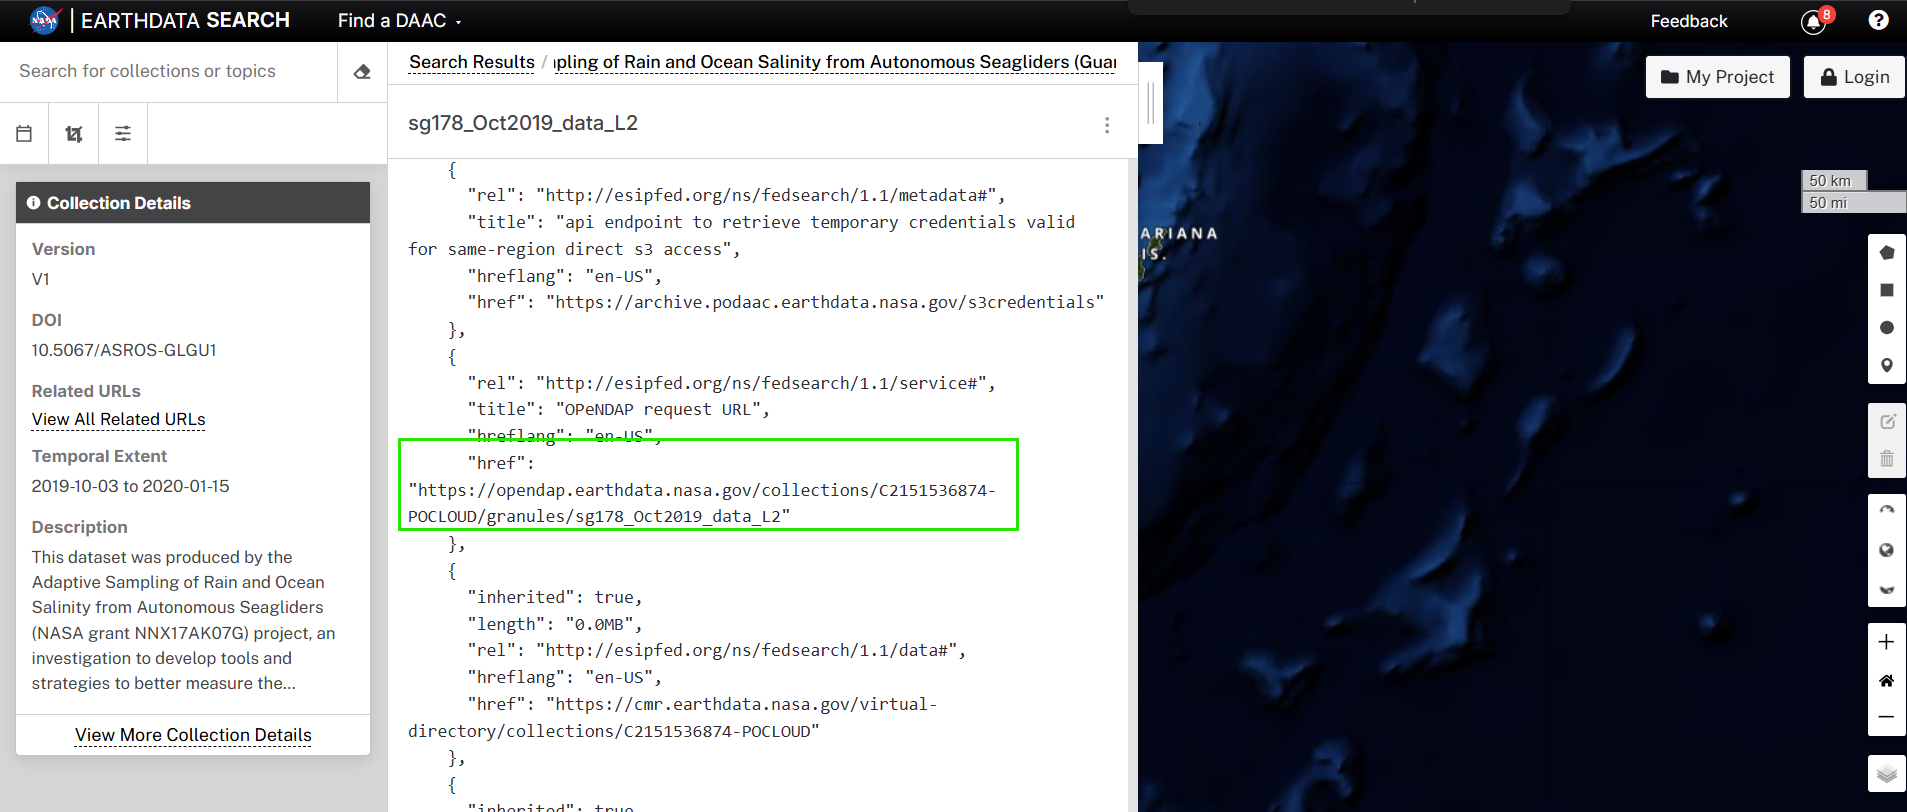 NASA
EARTHDATA SEARCH
Find a DAAC
Feedback
8
?
Search for collections or topics
Search Results / pling of Rain and Ocean Salinity from Autonomous Seagliders (Guar
My Project
Login
sg178_Oct2019_data_L2
Collection Details
Version
V1
DOI
10.5067/ASROS-GLGU1
Related URLs
View All Related URLs
Temporal Extent
2019-10-03 to 2020-01-15
Description
This dataset was produced by the
Adaptive Sampling of Rain and Ocean
Salinity from Autonomous Seagliders
(NASA grant NNX17AK07G) project, an
investigation to develop tools and
strategies to better measure the...
View More Collection Details
{
"rel": "http://esipfed.org/ns/fedsearch/1.1/metadata#",
"title": "api endpoint to retrieve temporary credentials valid
for same-region direct s3 access",
"hreflang": "en-US",
"href": "https://archive.podaac.earthdata.nasa.gov/s3credentials"
},
{
"rel": "http://esipfed.org/ns/fedsearch/1.1/service#",
"title": "OPeNDAP request URL",
"hreflang": "en-US",
"href":
"https://opendap.earthdata.nasa.gov/collections/C2151536874-
POCLOUD/granules/sg178_Oct2019_data_L2"
},
{
"inherited": true,
"length": "0.0MB",
"rel": "http://esipfed.org/ns/fedsearch/1.1/data#",
"hreflang": "en-US",
"href": "https://cmr.earthdata.nasa.gov/virtual-
directory/collections/C2151536874-POCLOUD"
},
{
"inherited": true
ARIANA
IS.
50 km
50 mi